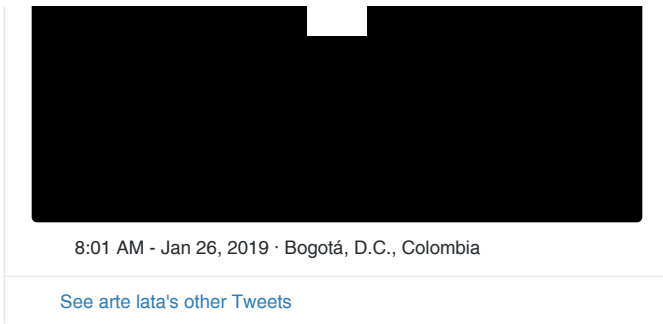 8:01 AM - Jan 26, 2019 · Bogotá, D.C., Colombia
See arte lata's other Tweets